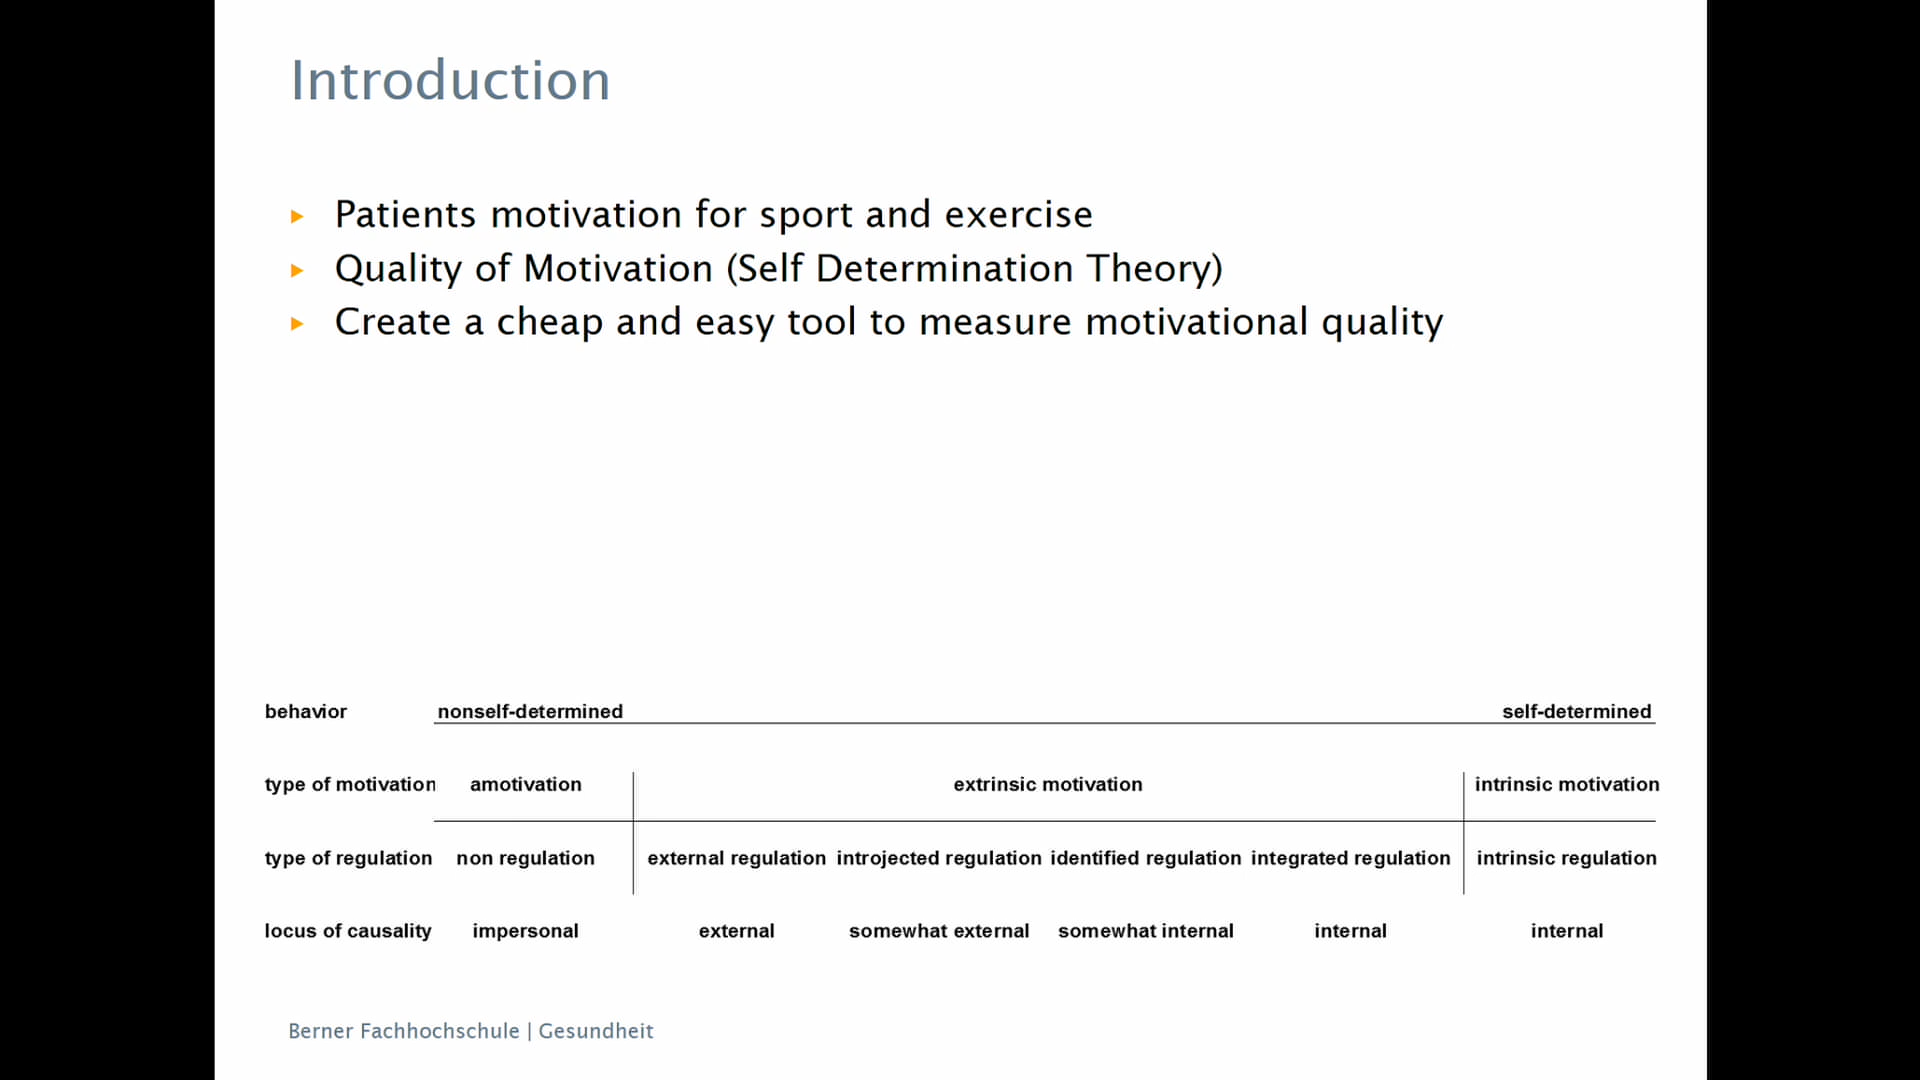 Introduction
Patients motivation for sport and exercise
Quality of Motivation (Self Determination Theory)
Create a cheap and easy tool to measure motivational quality
behavior nonself-determined self-determined
type of motivation amotivation extrinsic motivation intrinsic motivation
type of regulation non regulation external regulation introjected regulation identified regulation integrated regulation intrinsic regulation
locus of causality impersonal external somewhat external somewhat internal internal internal
Berner Fachhochschule | Gesundheit